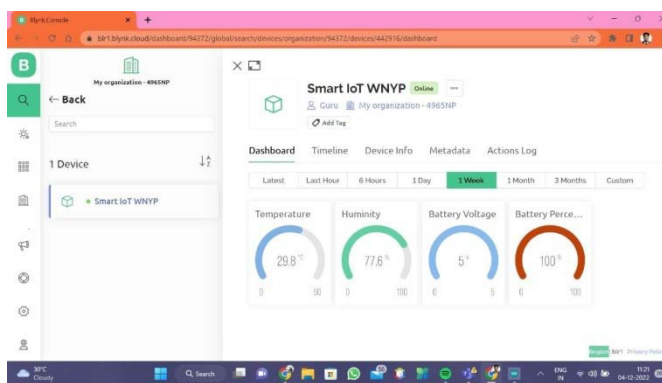 Blynk.Console
blr1.blynk.cloud/dashboard/94372/global/search/devices/organization/94372/devices/442916/dashboard
B
My organization - 4965NP
← Back
Search
1 Device
Smart IoT WNYP
Smart IoT WNYP Online ...
Guru My organization - 4965NP
Add Tag
Dashboard Timeline Device Info Metadata Actions Log
Latest Last Hour 6 Hours 1 Day 1 Week 1 Month 3 Months Custom
Temperature Huminity Battery Voltage Battery Perce...
29.8 °C 77.6 % 5 100 %
0 50 0 100 0 5 0 100
blr1 Privacy Policy
30°C
Cloudy
Search
ENG
IN
11:21
04-12-2022